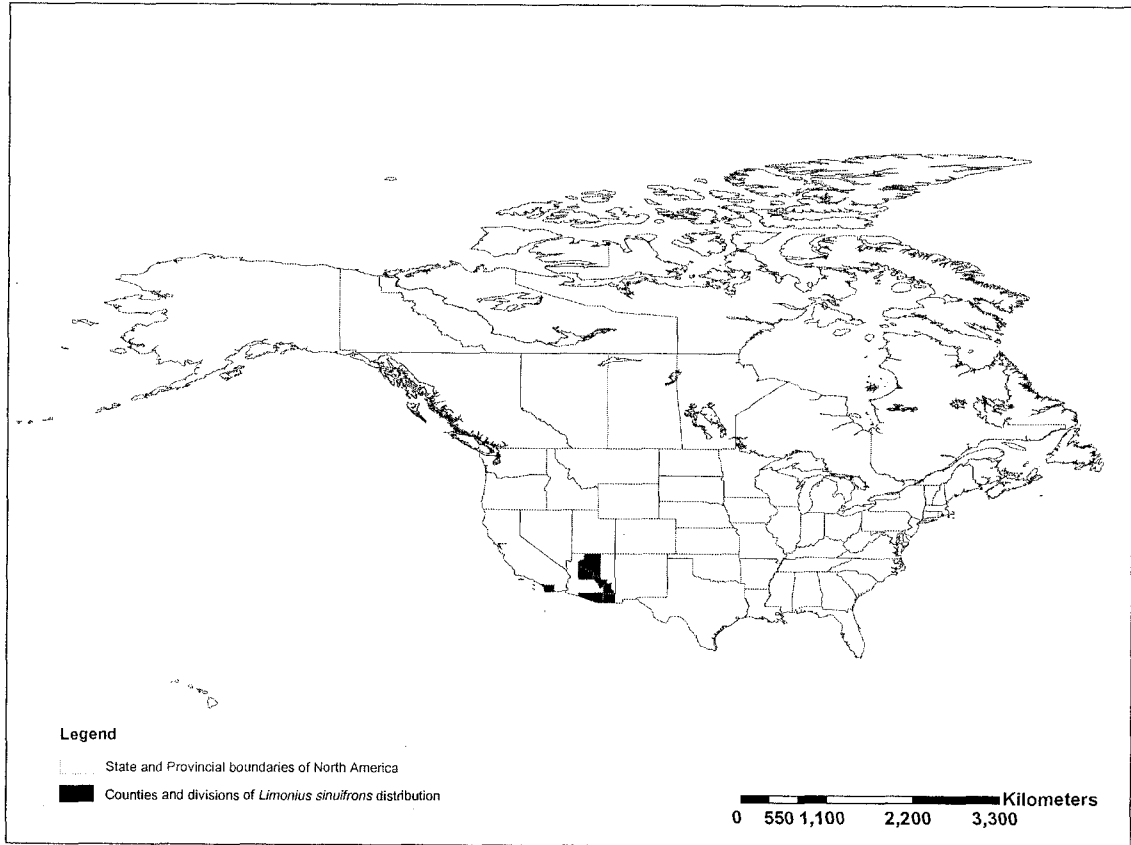 Legend
State and Provincial boundaries of North America
Counties and divisions of Limonius sinuifrons distribution
Kilometers
0 550 1,100 2,200 3,300